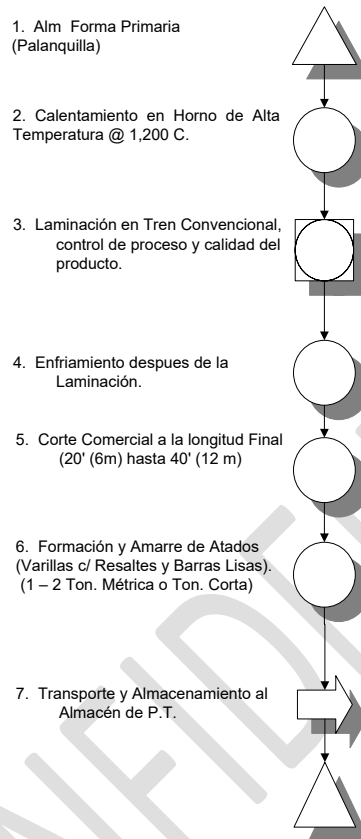 1. Alm Forma Primaria
(Palanquilla)
2. Calentamiento en Horno de Alta
Temperatura @ 1,200 C.
3. Laminación en Tren Convencional,
control de proceso y calidad del
producto.
4. Enfriamiento despues de la
Laminación.
5. Corte Comercial a la longitud Final
(20' (6m) hasta 40' (12 m)
6. Formación y Amarre de Atados
(Varillas c/ Resaltes y Barras Lisas).
(1 – 2 Ton. Métrica o Ton. Corta)
7. Transporte y Almacenamiento al
Almacén de P.T.